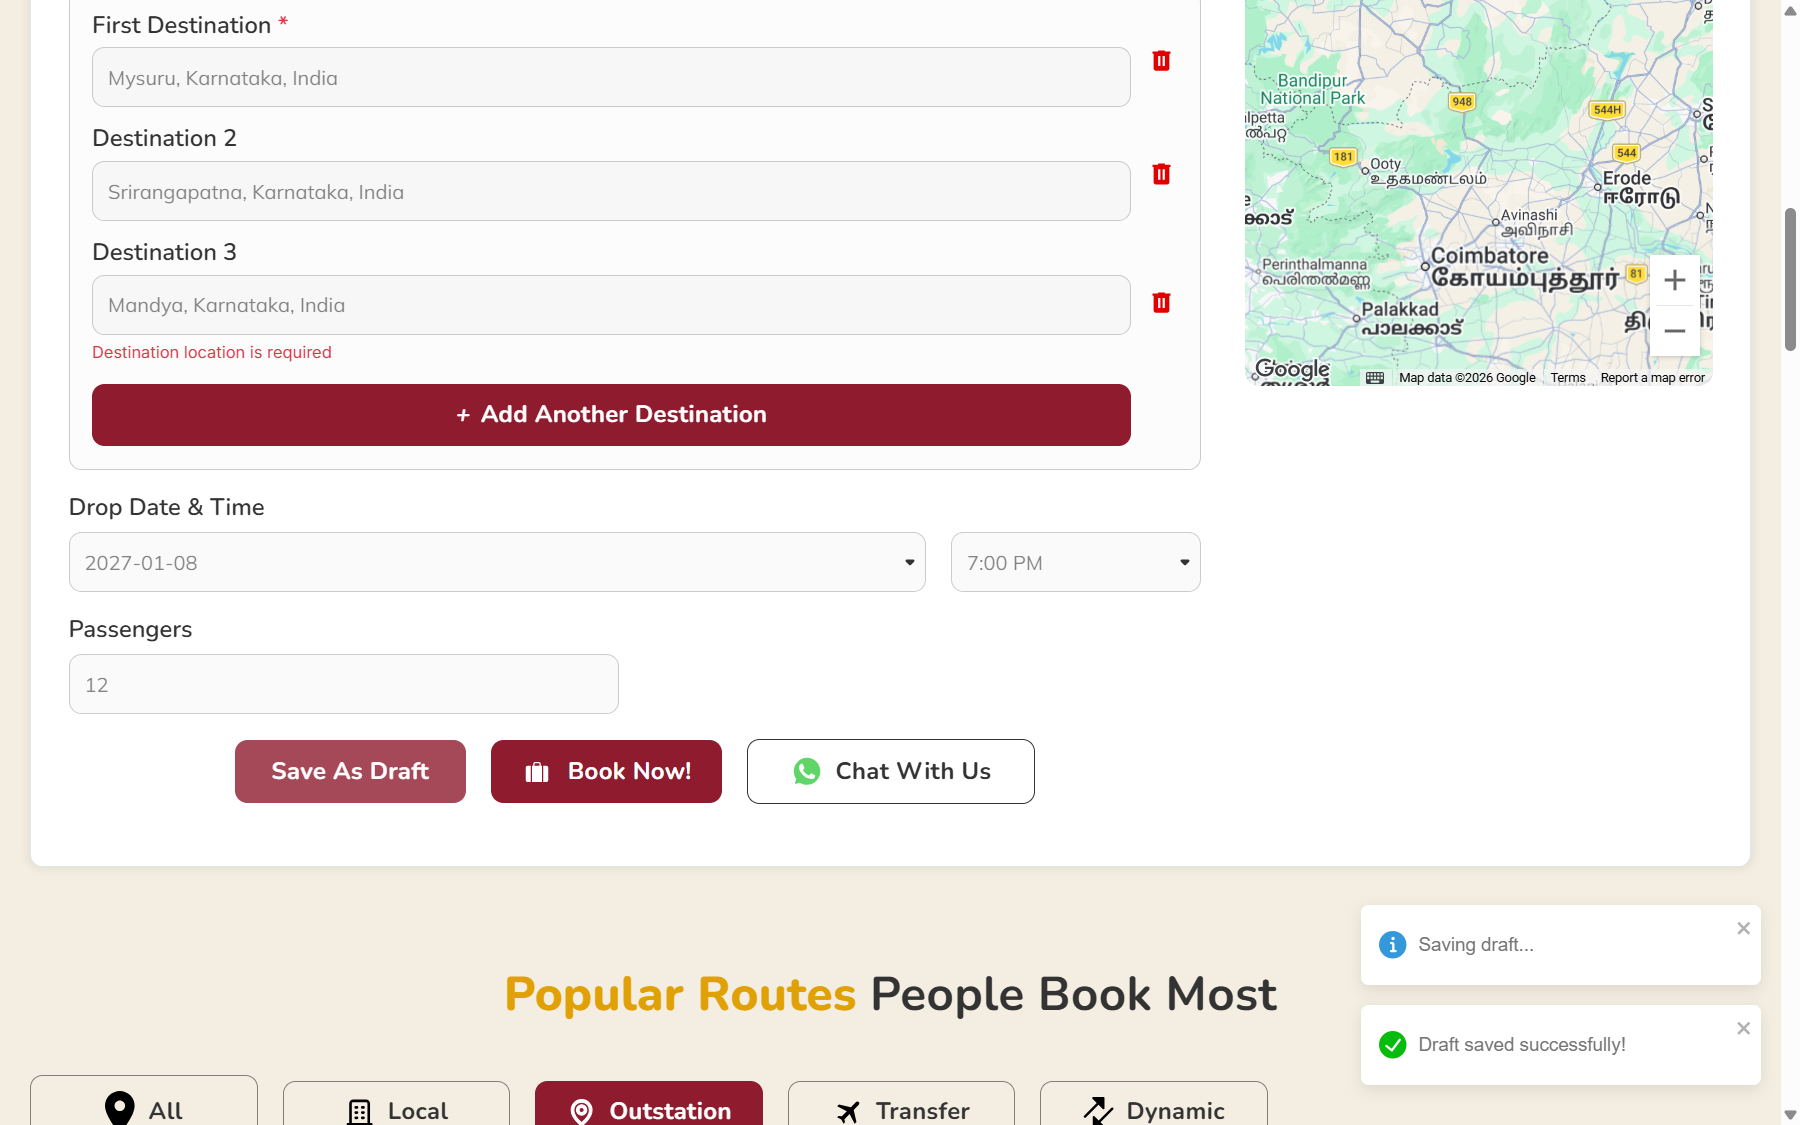 First Destination *
Mysuru, Karnataka, India
Destination 2
Srirangapatna, Karnataka, India
Destination 3
Mandya, Karnataka, India
Destination location is required
+ Add Another Destination
Drop Date & Time
2027-01-08
7:00 PM
Passengers
12
Save As Draft
Book Now!
Chat With Us
Bandipur
National Park
948
544H
181
Ooty
உதகமண்டலம்
544
Erode
ஈரோடு
Avinashi
அவிநாசி
Perinthalmanna
പെരിന്തൽമണ്ണ
Coimbatore
கோயம்புத்தூர்
81
Palakkad
பாலக்காட்
Google
Map data ©2026 Google
Terms
Report a map error
Popular Routes People Book Most
Saving draft...
Draft saved successfully!
All
Local
Outstation
Transfer
Dynamic